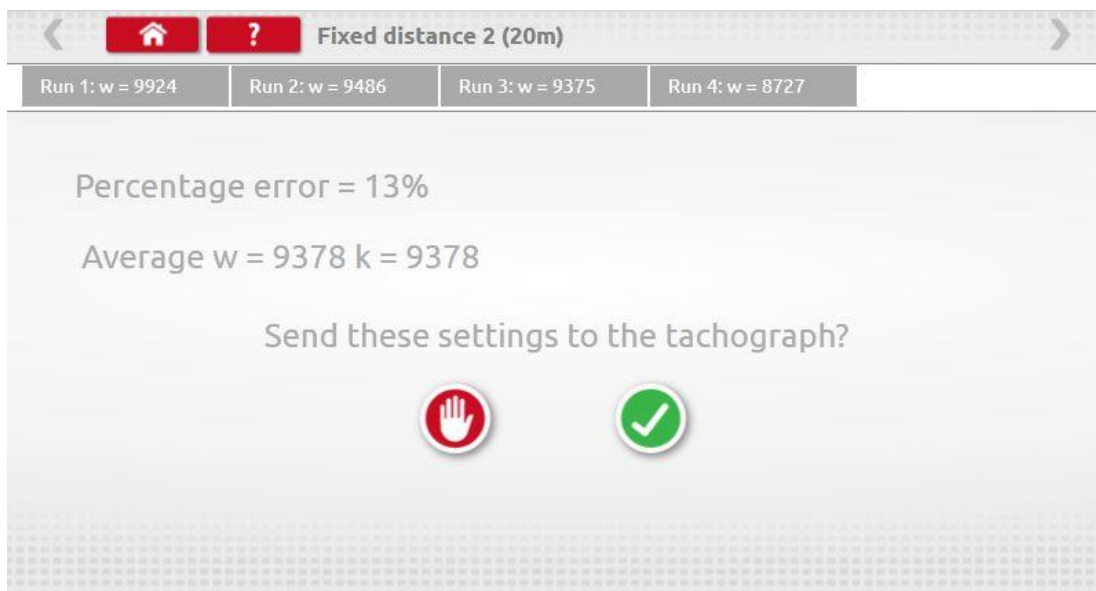 ? Fixed distance 2 (20m)
Run 1: w = 9924 Run 2: w = 9486 Run 3: w = 9375 Run 4: w = 8727
Percentage error = 13%
Average w = 9378 k = 9378
Send these settings to the tachograph?